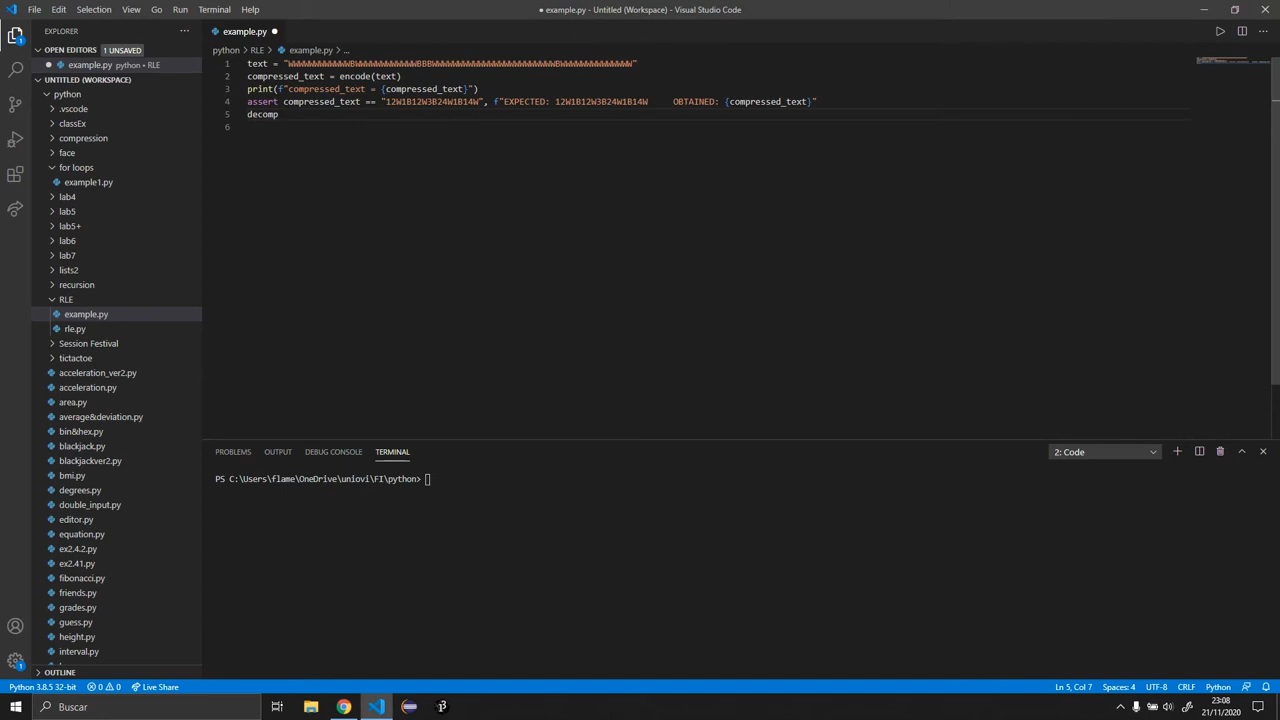 File Edit Selection View Go Run Terminal Help
● example.py - Untitled (Workspace) - Visual Studio Code
EXPLORER
OPEN EDITORS 1 UNSAVED
example.py python • RLE
UNTITLED (WORKSPACE)
python
.vscode
classEx
compression
face
for loops
example1.py
lab4
lab5
lab5+
lab6
lab7
lists2
recursion
RLE
example.py
rle.py
Session Festival
tictactoe
acceleration_ver2.py
acceleration.py
area.py
average&deviation.py
bin&hex.py
blackjack.py
blackjackver2.py
bmi.py
degrees.py
double_input.py
editor.py
equation.py
ex2.4.2.py
ex2.41.py
fibonacci.py
friends.py
grades.py
guess.py
height.py
interval.py
OUTLINE
example.py
python > RLE > example.py > ...
1 text = "WWWWWWWWWWWWBWWWWWWWWWWWWBBBWWWWWWWWWWWWWWWWWWWWWWWWBWWWWWWWWWWWWWW"
2 compressed_text = encode(text)
3 print(f"compressed_text = {compressed_text}")
4 assert compressed_text == "12W1B12W3B24W1B14W", f"EXPECTED: 12W1B12W3B24W1B14W     OBTAINED: {compressed_text}"
5 decomp
6
PROBLEMS OUTPUT DEBUG CONSOLE TERMINAL
2: Code
PS C:\Users\flame\OneDrive\uniovi\FI\python>
Python 3.8.5 32-bit 0 0 Live Share
Ln 5, Col 7 Spaces: 4 UTF-8 CRLF Python
Buscar
23:08
21/11/2020